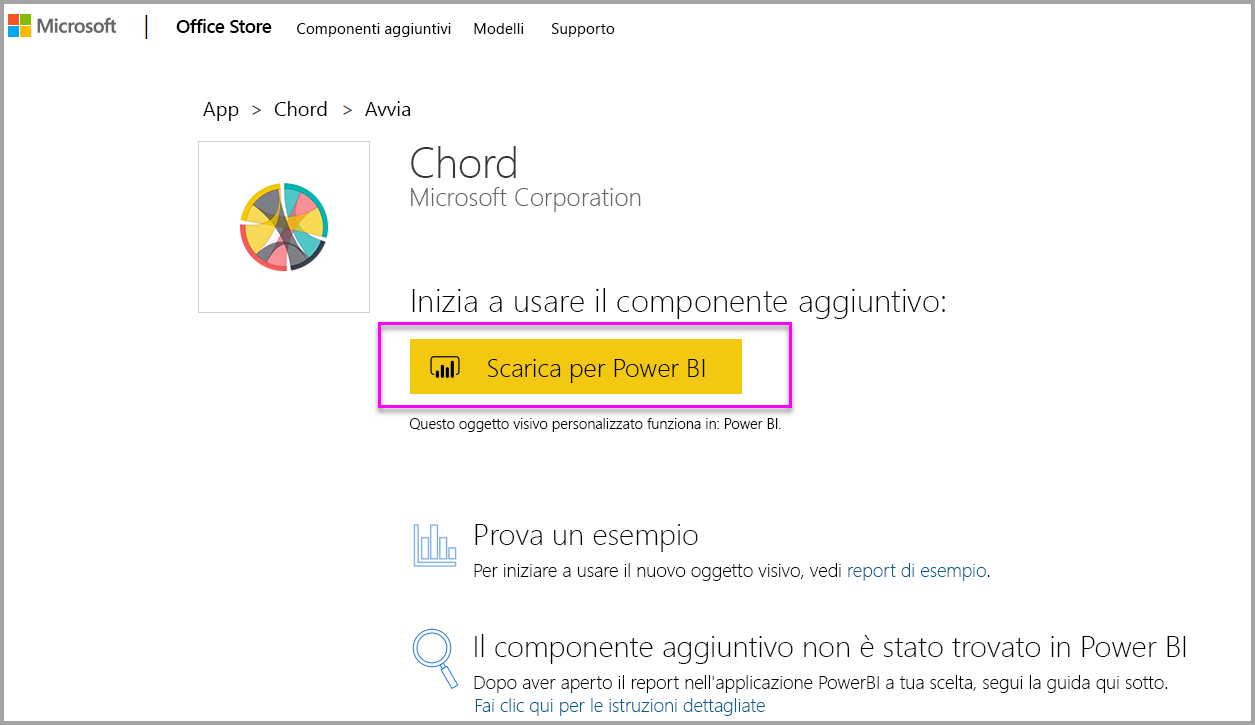 Microsoft
Office Store
Componenti aggiuntivi
Modelli
Supporto
App > Chord > Avvia
Chord
Microsoft Corporation
Inizia a usare il componente aggiuntivo:
Scarica per Power BI
Questo oggetto visivo personalizzato funziona in: Power BI.
Prova un esempio
Per iniziare a usare il nuovo oggetto visivo, vedi report di esempio.
Il componente aggiuntivo non è stato trovato in Power BI
Dopo aver aperto il report nell'applicazione PowerBI a tua scelta, segui la guida qui sotto.
Fai clic qui per le istruzioni dettagliate